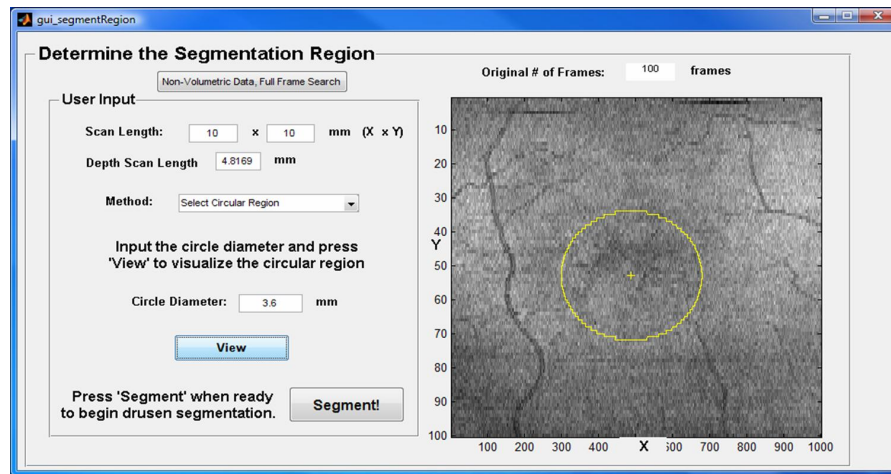 gui_segmentRegion
Determine the Segmentation Region
Non-Volumetric Data, Full Frame Search
User Input
Scan Length: 10 x 10 mm (X x Y)
Depth Scan Length 4.8169 mm
Method: Select Circular Region
Input the circle diameter and press
'View' to visualize the circular region
Circle Diameter: 3.6 mm
View
Press 'Segment' when ready
to begin drusen segmentation.
Segment!
Original # of Frames: 100 frames
10
20
30
40
Y
50
60
70
80
90
100
100 200 300 400 X 600 700 800 900 1000